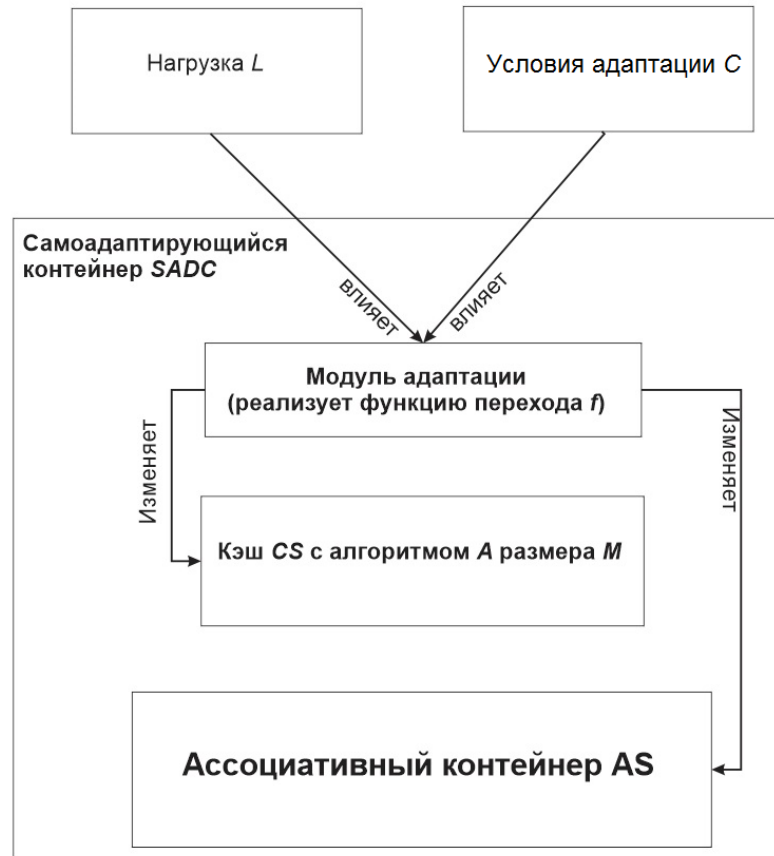 Нагрузка L
Условия адаптации C
Самоадаптирующийся
контейнер SADC
влияет
влияет
Модуль адаптации
(реализует функцию перехода f)
Изменяет
Изменяет
Кэш CS с алгоритмом A размера M
Ассоциативный контейнер AS